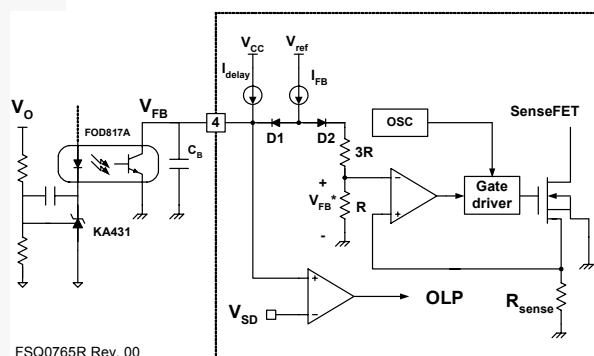 V_CC
V_ref
I_delay
I_FB
V_O
V_FB
FOD817A
4
C_B
D1
D2
3R
OSC
SenseFET
+
V_FB*
-
R
−
+
Gate
driver
KA431
+
−
V_SD
OLP
R_sense
FSQ0765R Rev. 00